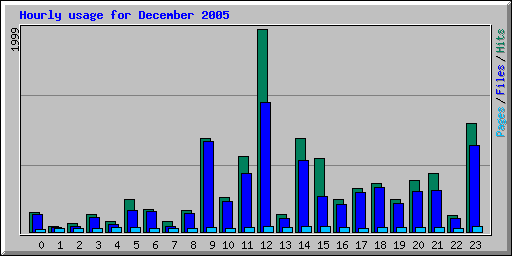 Hourly usage for December 2005
1999
Pages/Files/Hits
0 1 2 3 4 5 6 7 8 9 10 11 12 13 14 15 16 17 18 19 20 21 22 23